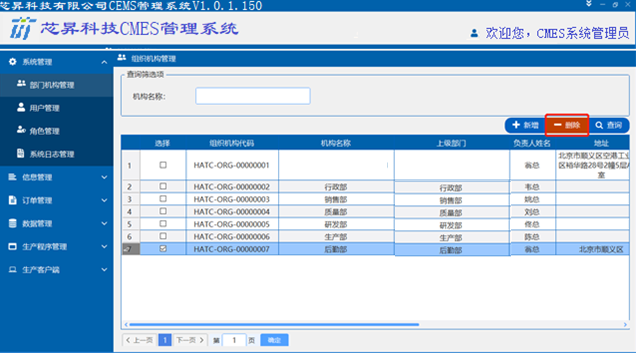 芯昇科技有限公司CEMS管理系统V1.0.1.150
芯昇科技CMES管理系统
欢迎您，CMES系统管理员
系统管理
部门机构管理
用户管理
角色管理
系统日志管理
信息管理
订单管理
数据管理
生产程序管理
生产客户端
组织机构管理
查询筛选项
机构名称：
新增 删除 查询
选择 组织机构代码 机构名称 上级部门 负责人姓名 地址
1 HATC-ORG-00000001 翁总 北京市顺义区空港工业区裕华路28号2幢5层A室
2 HATC-ORG-00000002 行政部 行政部 韦总
3 HATC-ORG-00000003 销售部 销售部 姚总
4 HATC-ORG-00000004 质量部 质量部 刘总
5 HATC-ORG-00000005 研发部 研发部 佟总
6 HATC-ORG-00000006 生产部 生产部 陈总
7 HATC-ORG-00000007 后勤部 后勤部 翁总 北京市顺义区
上一页 1 下一页 第 1 页 确定